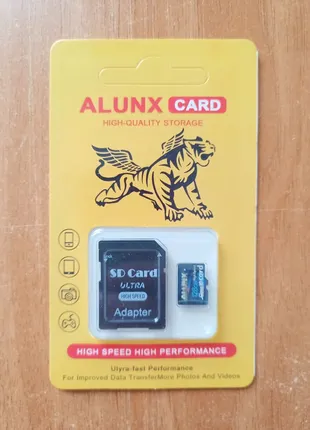 ALUNX CARD
HIGH-QUALITY STORAGE
SD Card
ULTRA
HIGH SPEED
Adapter
ALUNX
HIGH SPEED HIGH PERFORMANCE
Ulyra-fast Performance
For Improved Data TransferMore Photos And Videos